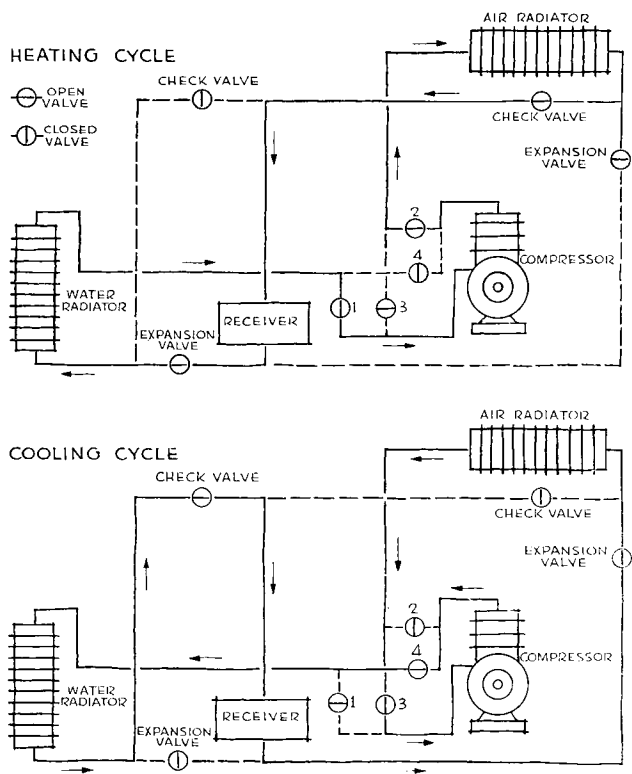 AIR RADIATOR
HEATING CYCLE
CHECK VALVE
OPEN
VALVE
CHECK VALVE
CLOSED
VALVE
EXPANSION
VALVE
2
4
COMPRESSOR
WATER
RADIATOR
1
3
RECEIVER
EXPANSION
VALVE
AIR RADIATOR
COOLING CYCLE
CHECK VALVE
CHECK VALVE
EXPANSION
VALVE
2
4
COMPRESSOR
WATER
RADIATOR
1
3
RECEIVER
EXPANSION
VALVE